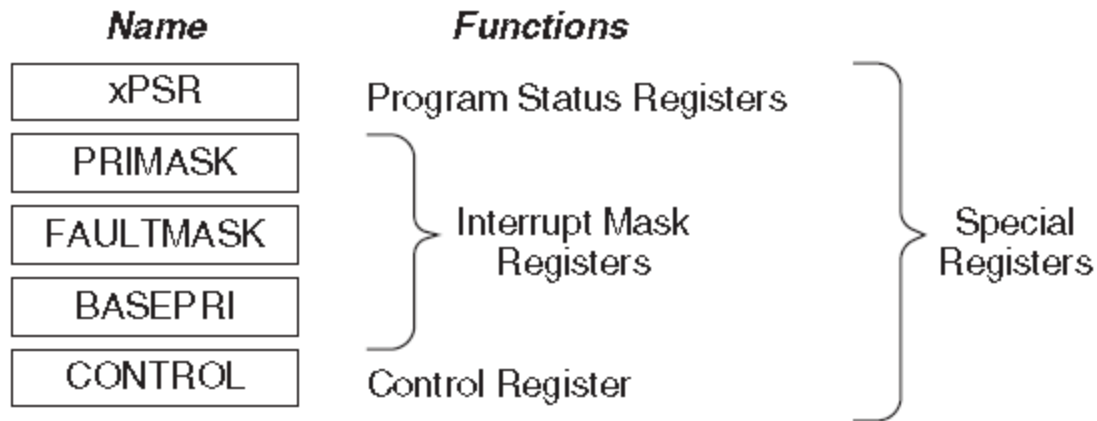 Name Functions
xPSR Program Status Registers
PRIMASK
FAULTMASK
BASEPRI
Interrupt Mask
Registers
CONTROL Control Register
Special
Registers